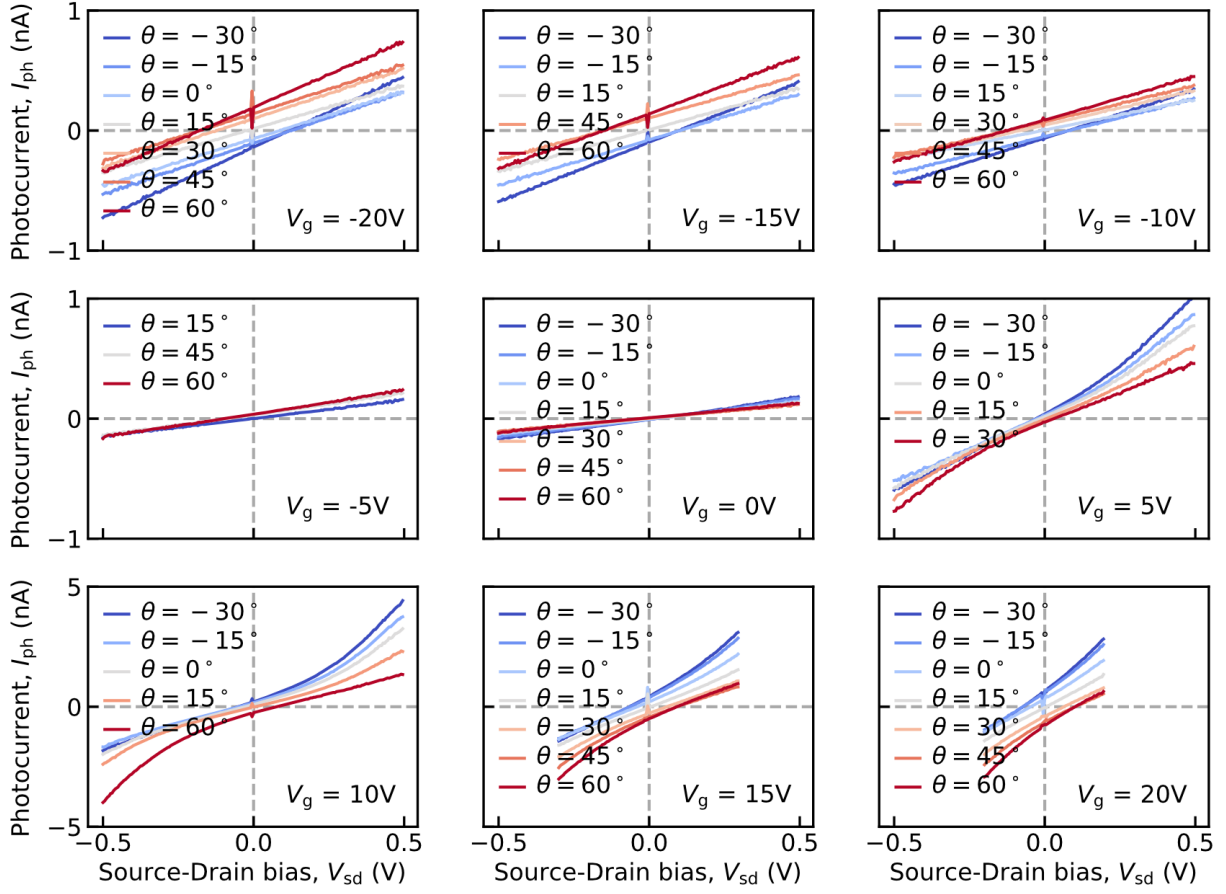 Photocurrent, I_ph (nA)
1
0
−1
θ = −30°
θ = −15°
θ = 0°
θ = 15°
θ = 30°
θ = 45°
θ = 60°
V_g = -20V
θ = −30°
θ = −15°
θ = 15°
θ = 45°
θ = 60°
V_g = -15V
θ = −30°
θ = −15°
θ = 15°
θ = 30°
θ = 45°
θ = 60°
V_g = -10V
Photocurrent, I_ph (nA)
1
0
−1
θ = 15°
θ = 45°
θ = 60°
V_g = -5V
θ = −30°
θ = −15°
θ = 0°
θ = 15°
θ = 30°
θ = 45°
θ = 60°
V_g = 0V
θ = −30°
θ = −15°
θ = 0°
θ = 15°
θ = 30°
V_g = 5V
Photocurrent, I_ph (nA)
5
0
−5
θ = −30°
θ = −15°
θ = 0°
θ = 15°
θ = 60°
V_g = 10V
−0.5 0.0 0.5
Source-Drain bias, V_sd (V)
θ = −30°
θ = −15°
θ = 0°
θ = 15°
θ = 30°
θ = 45°
θ = 60°
V_g = 15V
−0.5 0.0 0.5
Source-Drain bias, V_sd (V)
θ = −30°
θ = −15°
θ = 0°
θ = 15°
θ = 30°
θ = 45°
θ = 60°
V_g = 20V
−0.5 0.0 0.5
Source-Drain bias, V_sd (V)